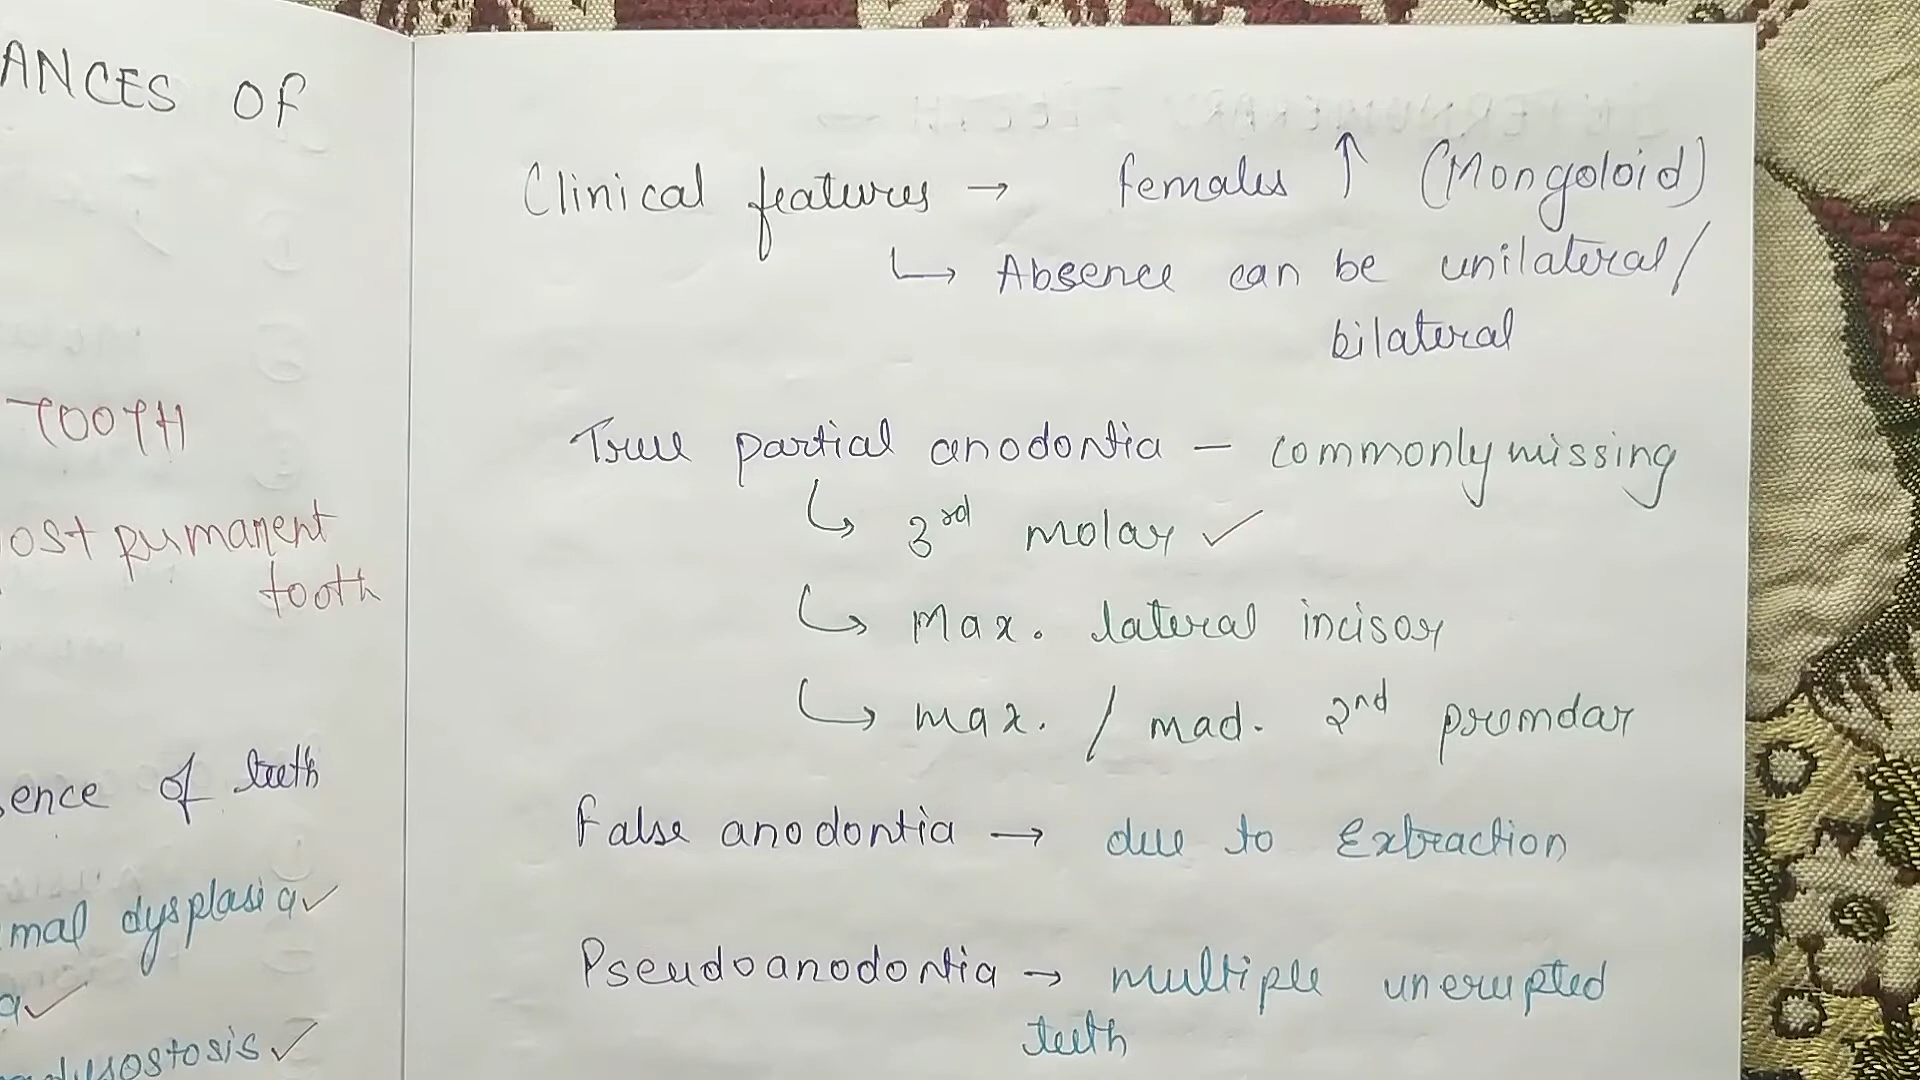 ANCES OF
TOOTH
ost permanent
tooth
ence of teeth
mal dysplasia✓
a✓
dysostosis✓
Clinical features → females ↑ (Mongoloid)
↳ Absence can be unilateral/
bilateral
True partial anodontia — commonly missing
↳ 3rd molar ✓
↳ Max. lateral incisor
↳ max. / mad. 2nd premolar
False anodontia → due to Extraction
Pseudoanodontia → multiple unerupted
teeth